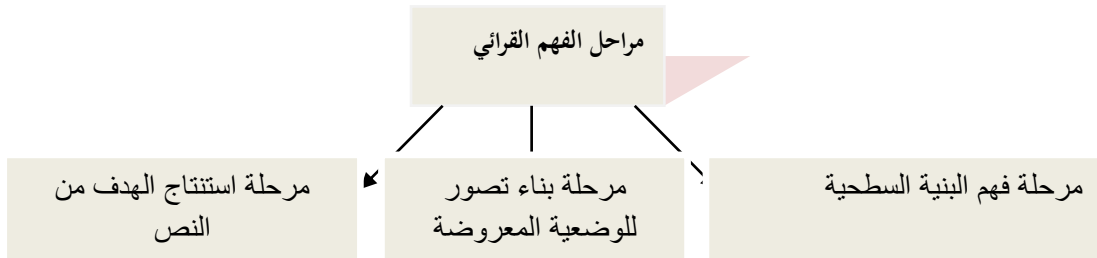 مراحل الفهم القرائي
مرحلة فهم البنية السطحية
مرحلة بناء تصور
للوضعية المعروضة
مرحلة استنتاج الهدف من
النص